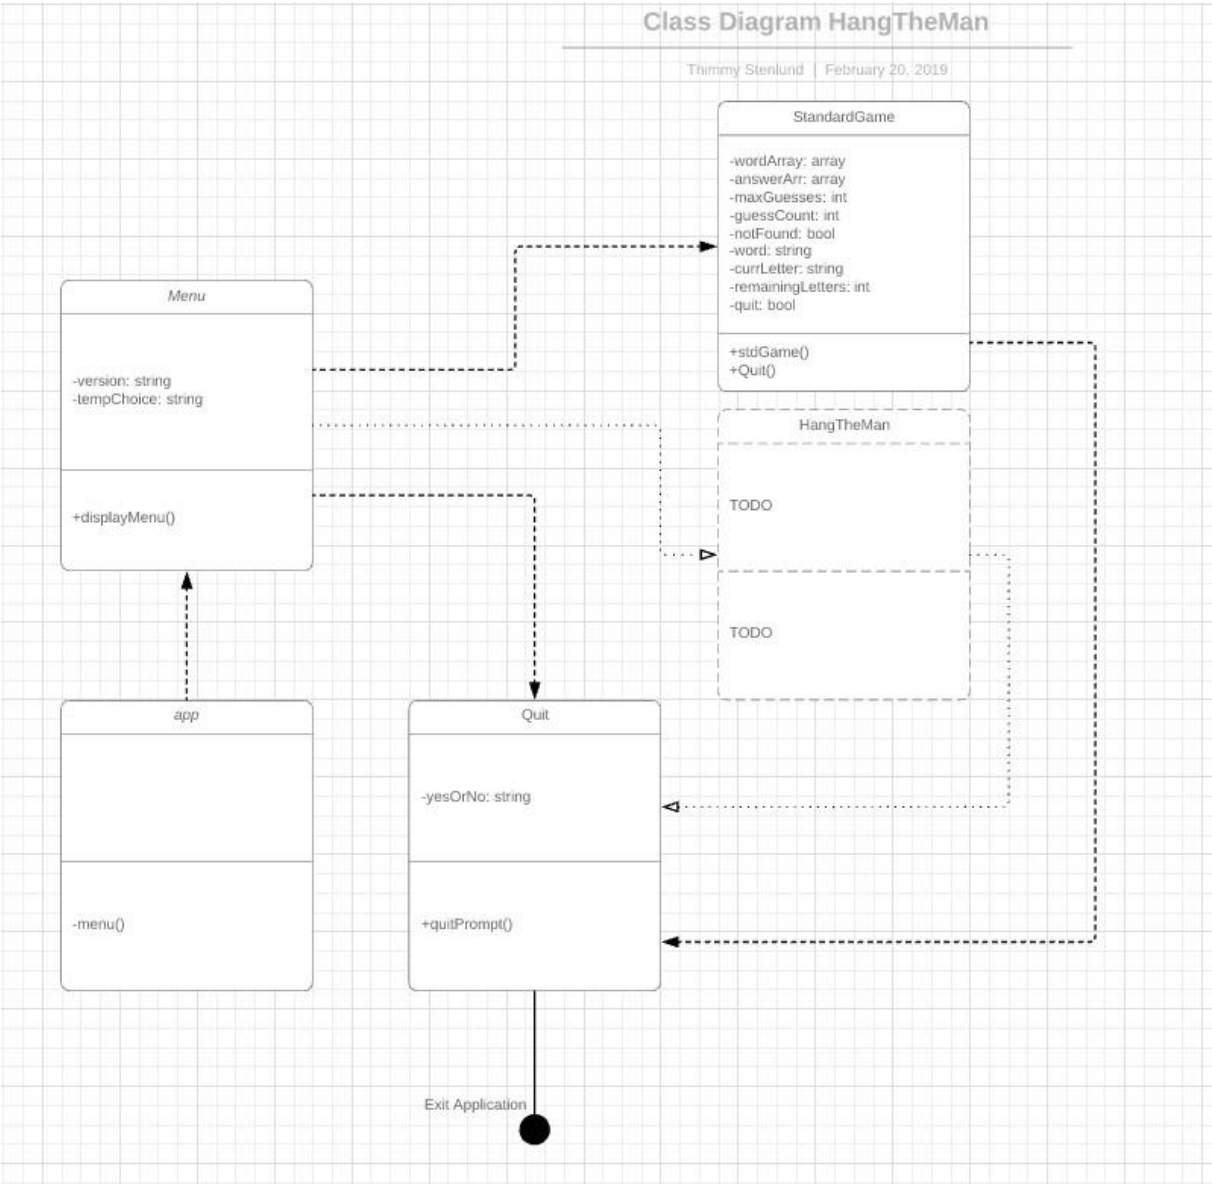 Class Diagram HangTheMan
Thimmy Stenlund | February 20, 2019
StandardGame
-wordArray: array
-answerArr: array
-maxGuesses: int
-guessCount: int
-notFound: bool
-word: string
-currLetter: string
-remainingLetters: int
-quit: bool
+stdGame()
+Quit()
Menu
-version: string
-tempChoice: string
+displayMenu()
HangTheMan
TODO
TODO
app
-menu()
Quit
-yesOrNo: string
+quitPrompt()
Exit Application